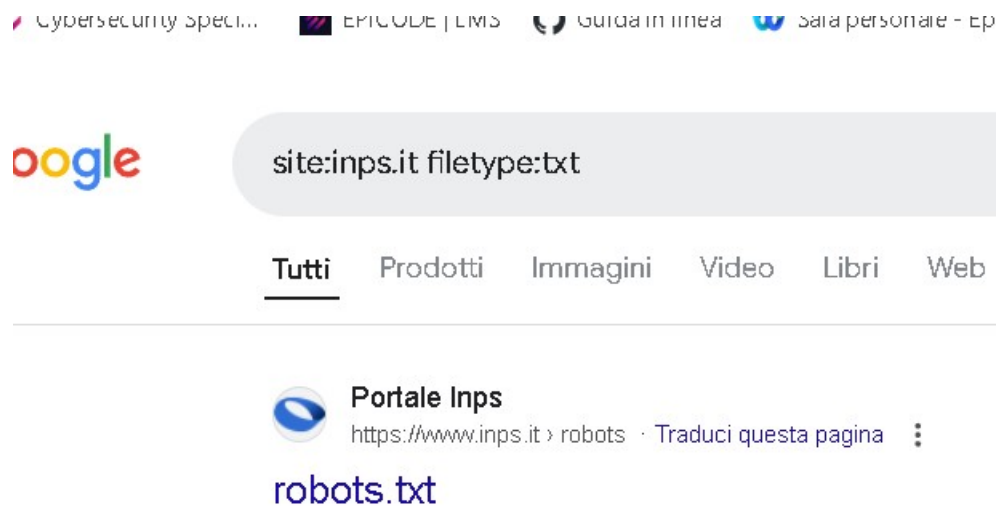 Cybersecurity Speci... EPICODE | LMS Guida in linea Sala personale - Ep
oogle site:inps.it filetype:txt
Tutti Prodotti Immagini Video Libri Web
Portale Inps
https://www.inps.it › robots · Traduci questa pagina
robots.txt